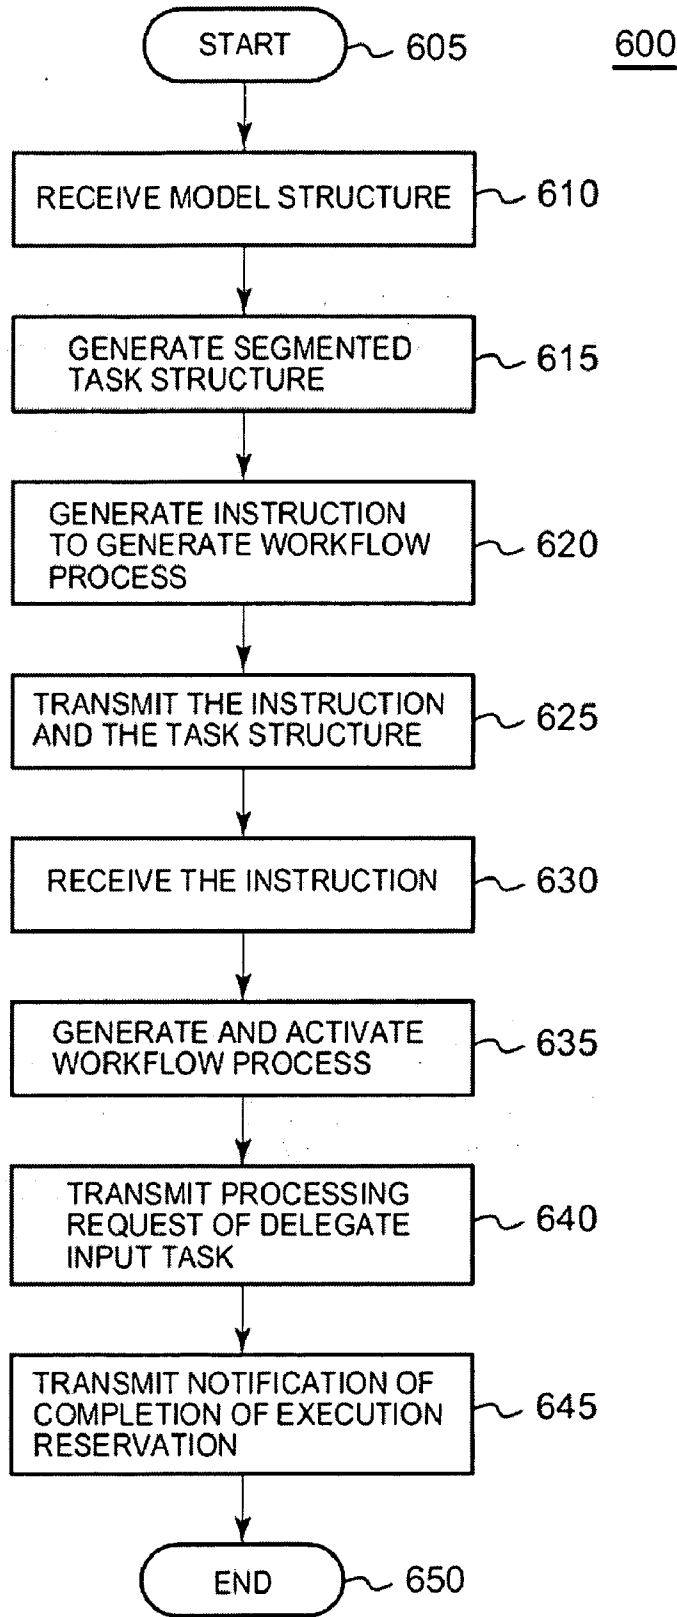 START
605
600
RECEIVE MODEL STRUCTURE
610
GENERATE SEGMENTED
TASK STRUCTURE
615
GENERATE INSTRUCTION
TO GENERATE WORKFLOW
PROCESS
620
TRANSMIT THE INSTRUCTION
AND THE TASK STRUCTURE
625
RECEIVE THE INSTRUCTION
630
GENERATE AND ACTIVATE
WORKFLOW PROCESS
635
TRANSMIT PROCESSING
REQUEST OF DELEGATE
INPUT TASK
640
TRANSMIT NOTIFICATION OF
COMPLETION OF EXECUTION
RESERVATION
645
END
650